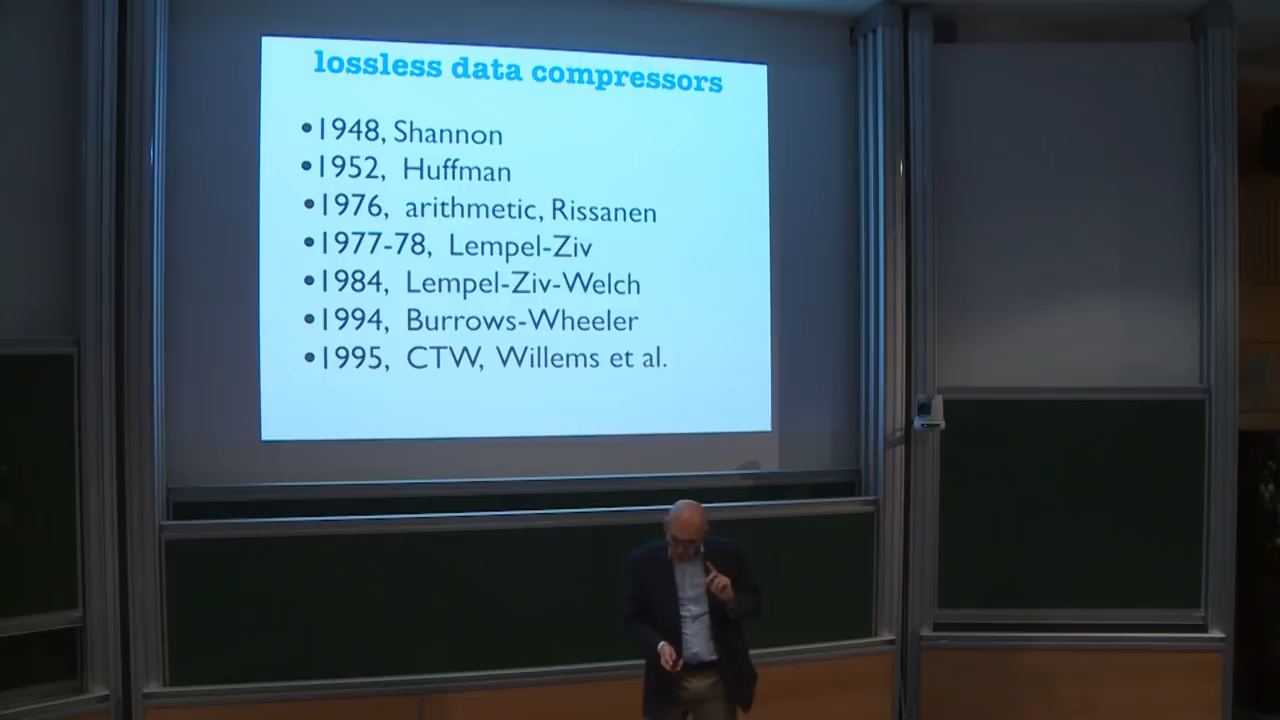 lossless data compressors
•1948, Shannon
•1952, Huffman
•1976, arithmetic, Rissanen
•1977-78, Lempel-Ziv
•1984, Lempel-Ziv-Welch
•1994, Burrows-Wheeler
•1995, CTW, Willems et al.